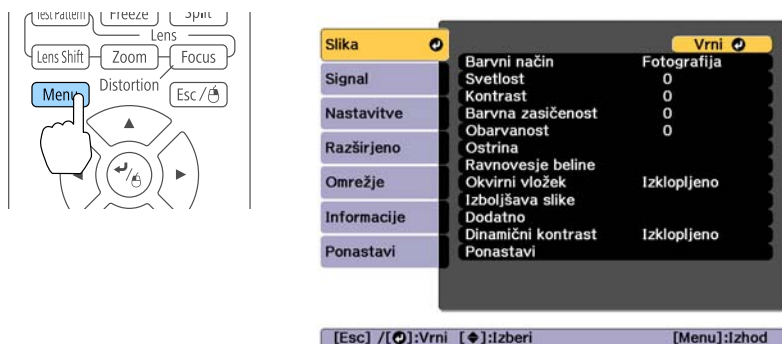 Test Pattern Freeze Split
Lens
Lens Shift Zoom Focus
Distortion
Menu Esc /
Slika
Signal
Nastavitve
Razširjeno
Omrežje
Informacije
Ponastavi
Vrni
Barvni način Fotografija
Svetlost 0
Kontrast 0
Barvna zasičenost 0
Obarvanost 0
Ostrina
Ravnovesje beline
Okvirni vložek Izklopljeno
Izboljšava slike
Dodatno
Dinamični kontrast Izklopljeno
Ponastavi
[Esc] /[ ]:Vrni [ ]:Izberi [Menu]:Izhod